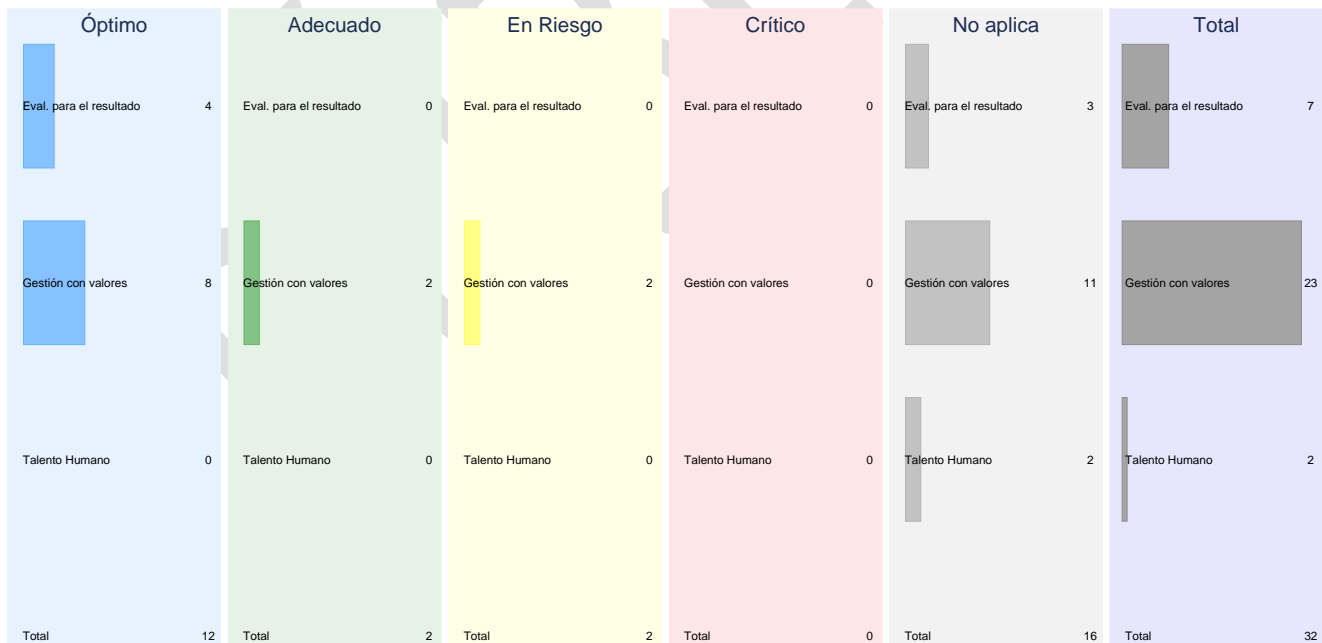 Óptimo Adecuado En Riesgo Crítico No aplica Total
Eval. para el resultado 4 Eval. para el resultado 0 Eval. para el resultado 0 Eval. para el resultado 0 Eval. para el resultado 3 Eval. para el resultado 7
Gestión con valores 8 Gestión con valores 2 Gestión con valores 2 Gestión con valores 0 Gestión con valores 11 Gestión con valores 23
Talento Humano 0 Talento Humano 0 Talento Humano 0 Talento Humano 0 Talento Humano 2 Talento Humano 2
Total 12 Total 2 Total 2 Total 0 Total 16 Total 32